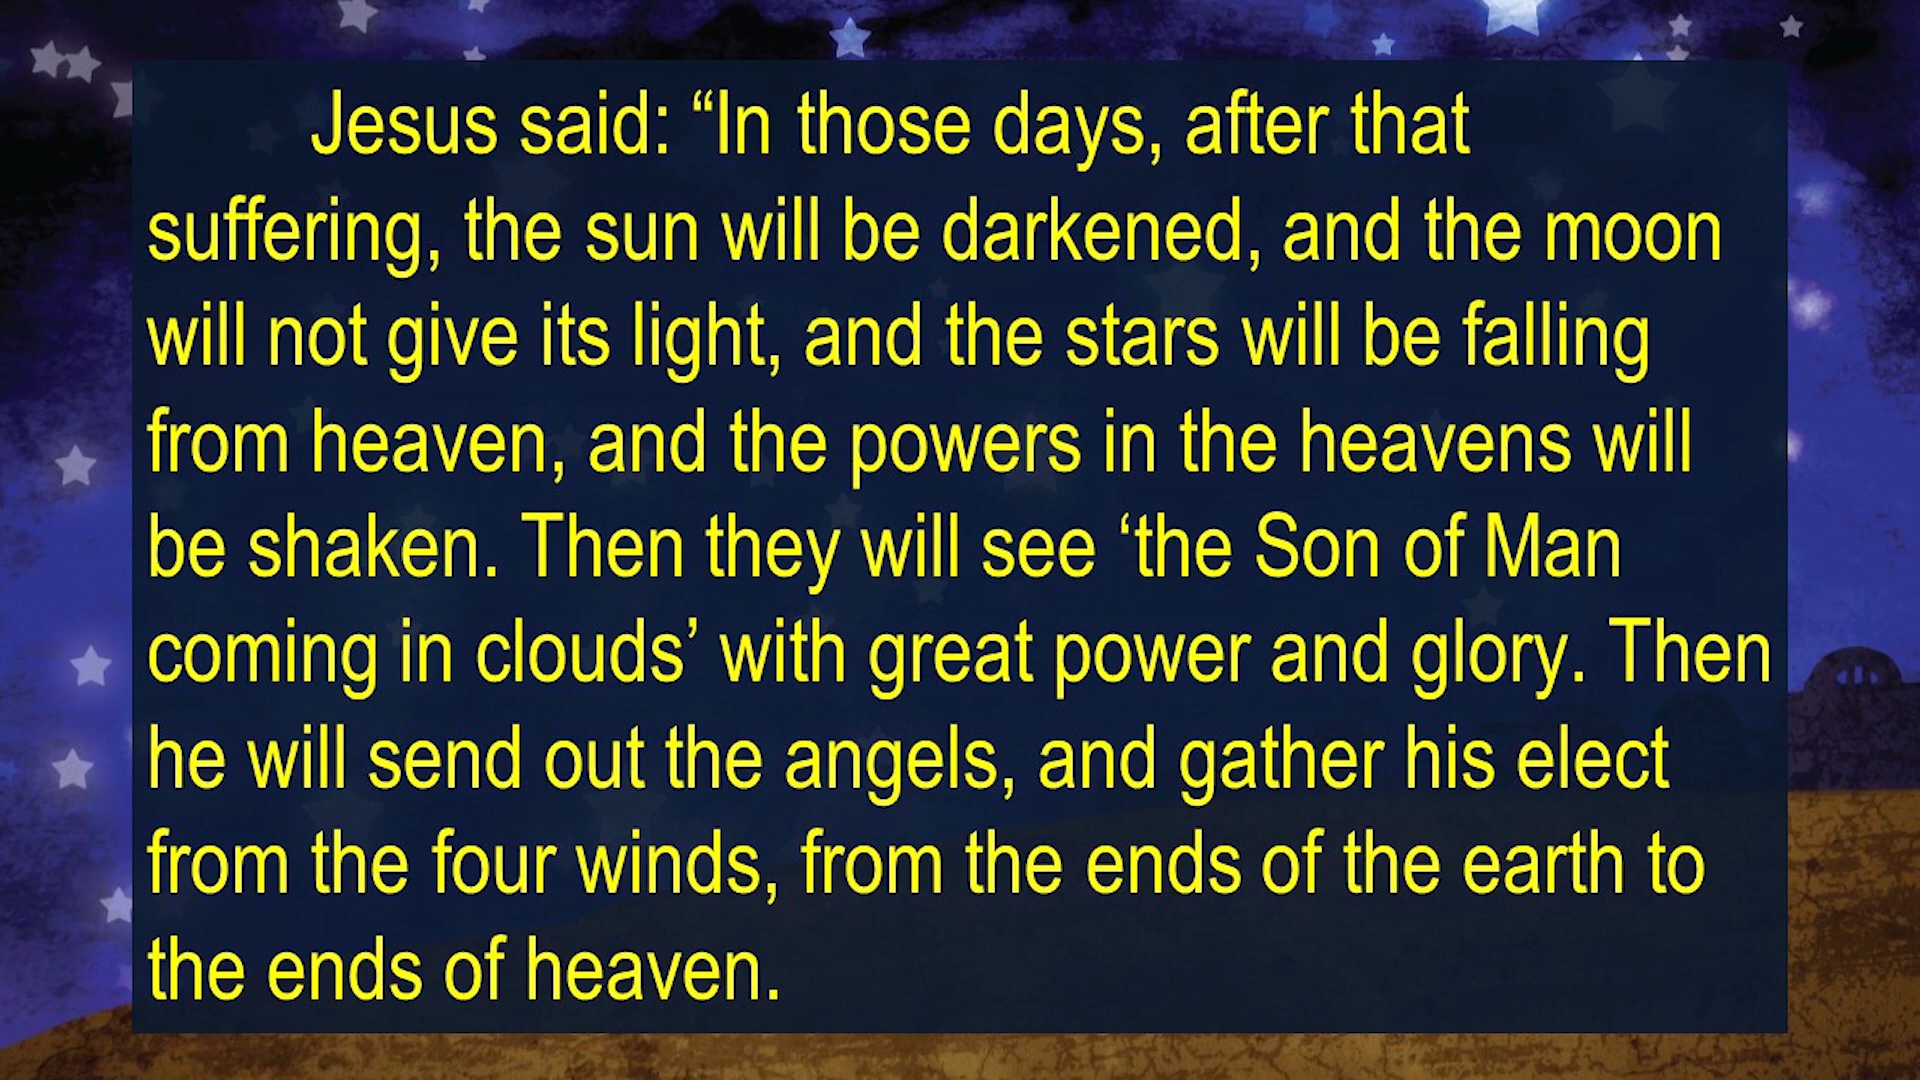 Jesus said: “In those days, after that
suffering, the sun will be darkened, and the moon
will not give its light, and the stars will be falling
from heaven, and the powers in the heavens will
be shaken. Then they will see ‘the Son of Man
coming in clouds’ with great power and glory. Then
he will send out the angels, and gather his elect
from the four winds, from the ends of the earth to
the ends of heaven.